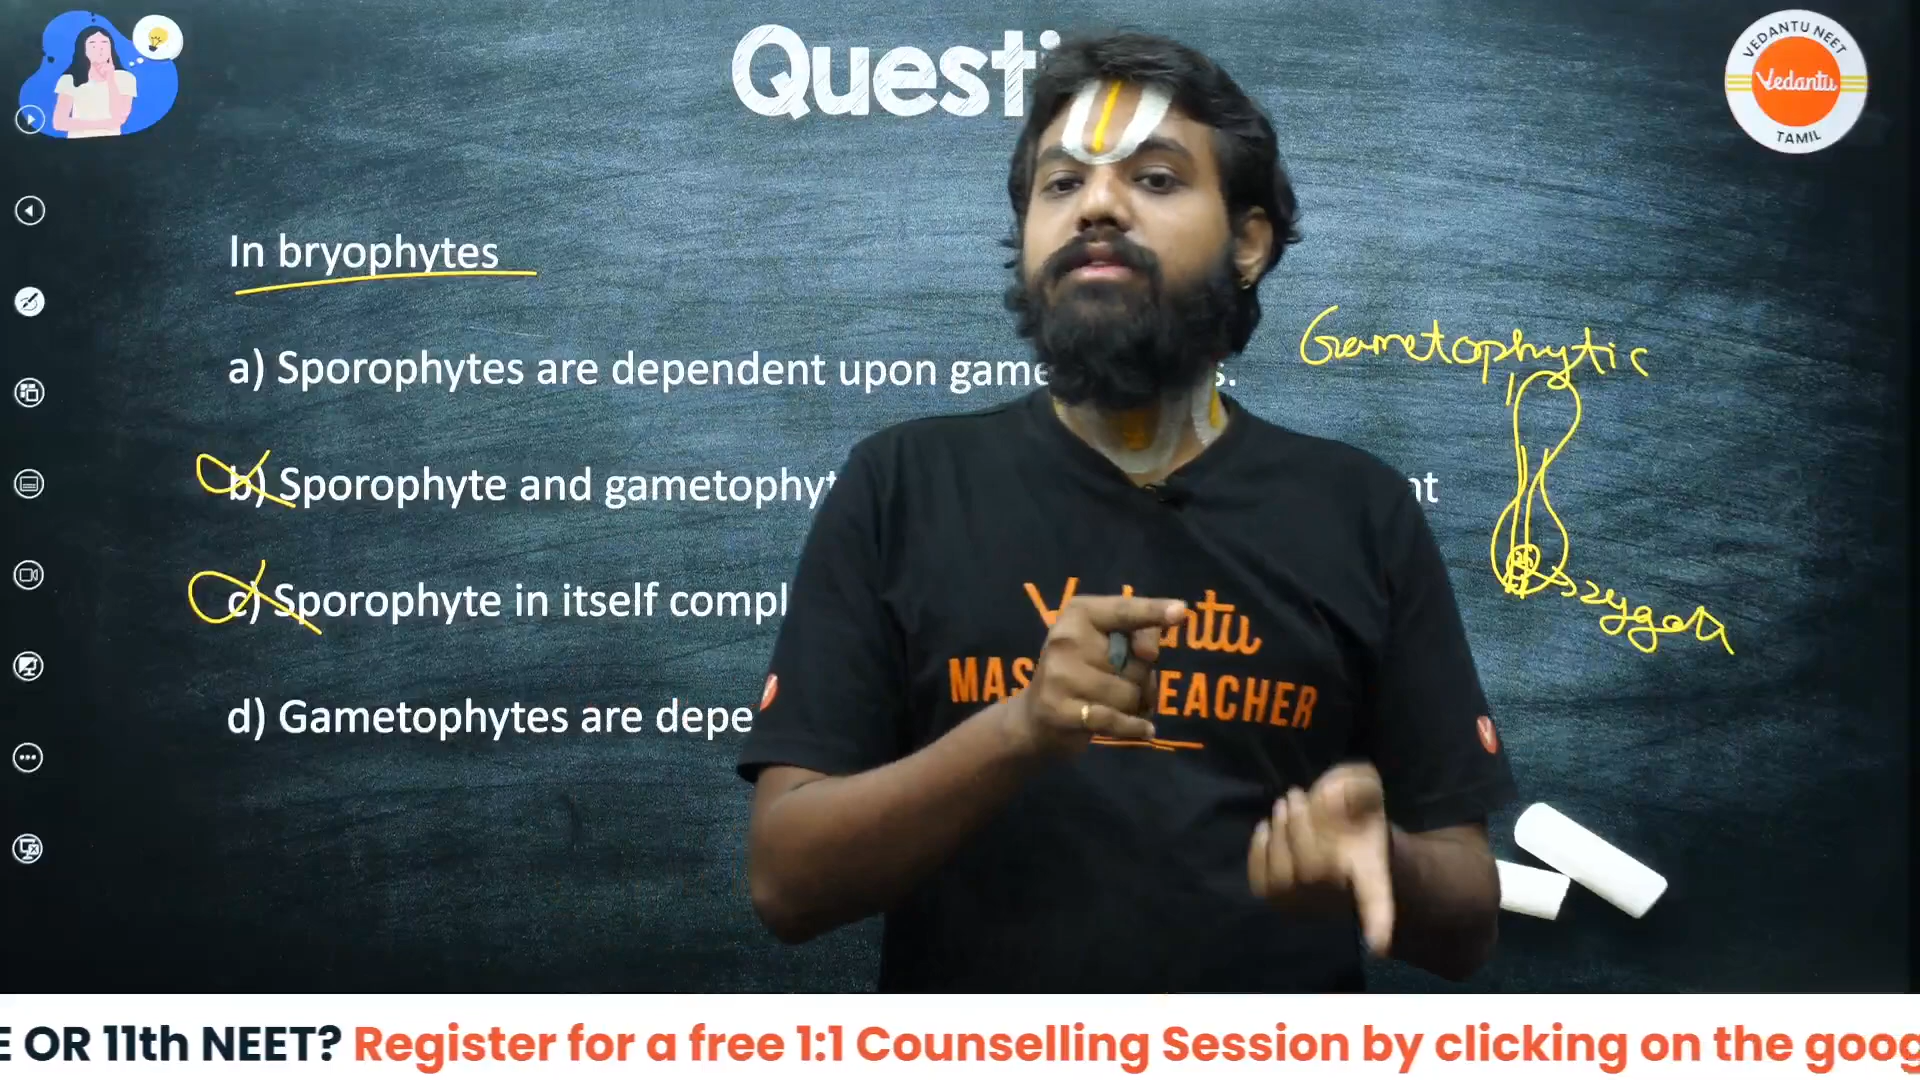 Questi
VEDANTU NEET
Vedantu
TAMIL
In bryophytes
a) Sporophytes are dependent upon game s.
Gametophytic
b) Sporophyte and gametophyt nt
c) Sporophyte in itself compl
d) Gametophytes are depe
Vedantu
MAS EACHER
E OR 11th NEET? Register for a free 1:1 Counselling Session by clicking on the goog